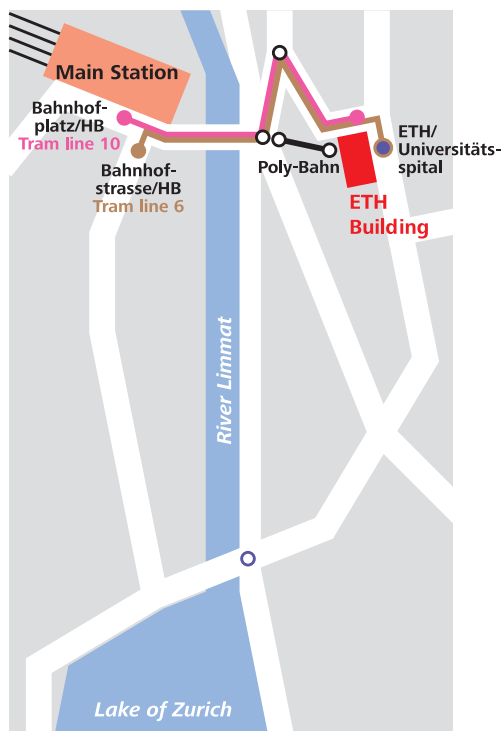 Main Station
Bahnhof-
platz/HB
Tram line 10
Bahnhof-
strasse/HB
Tram line 6
Poly-Bahn
ETH/
Universitäts-
spital
ETH
Building
River Limmat
Lake of Zurich